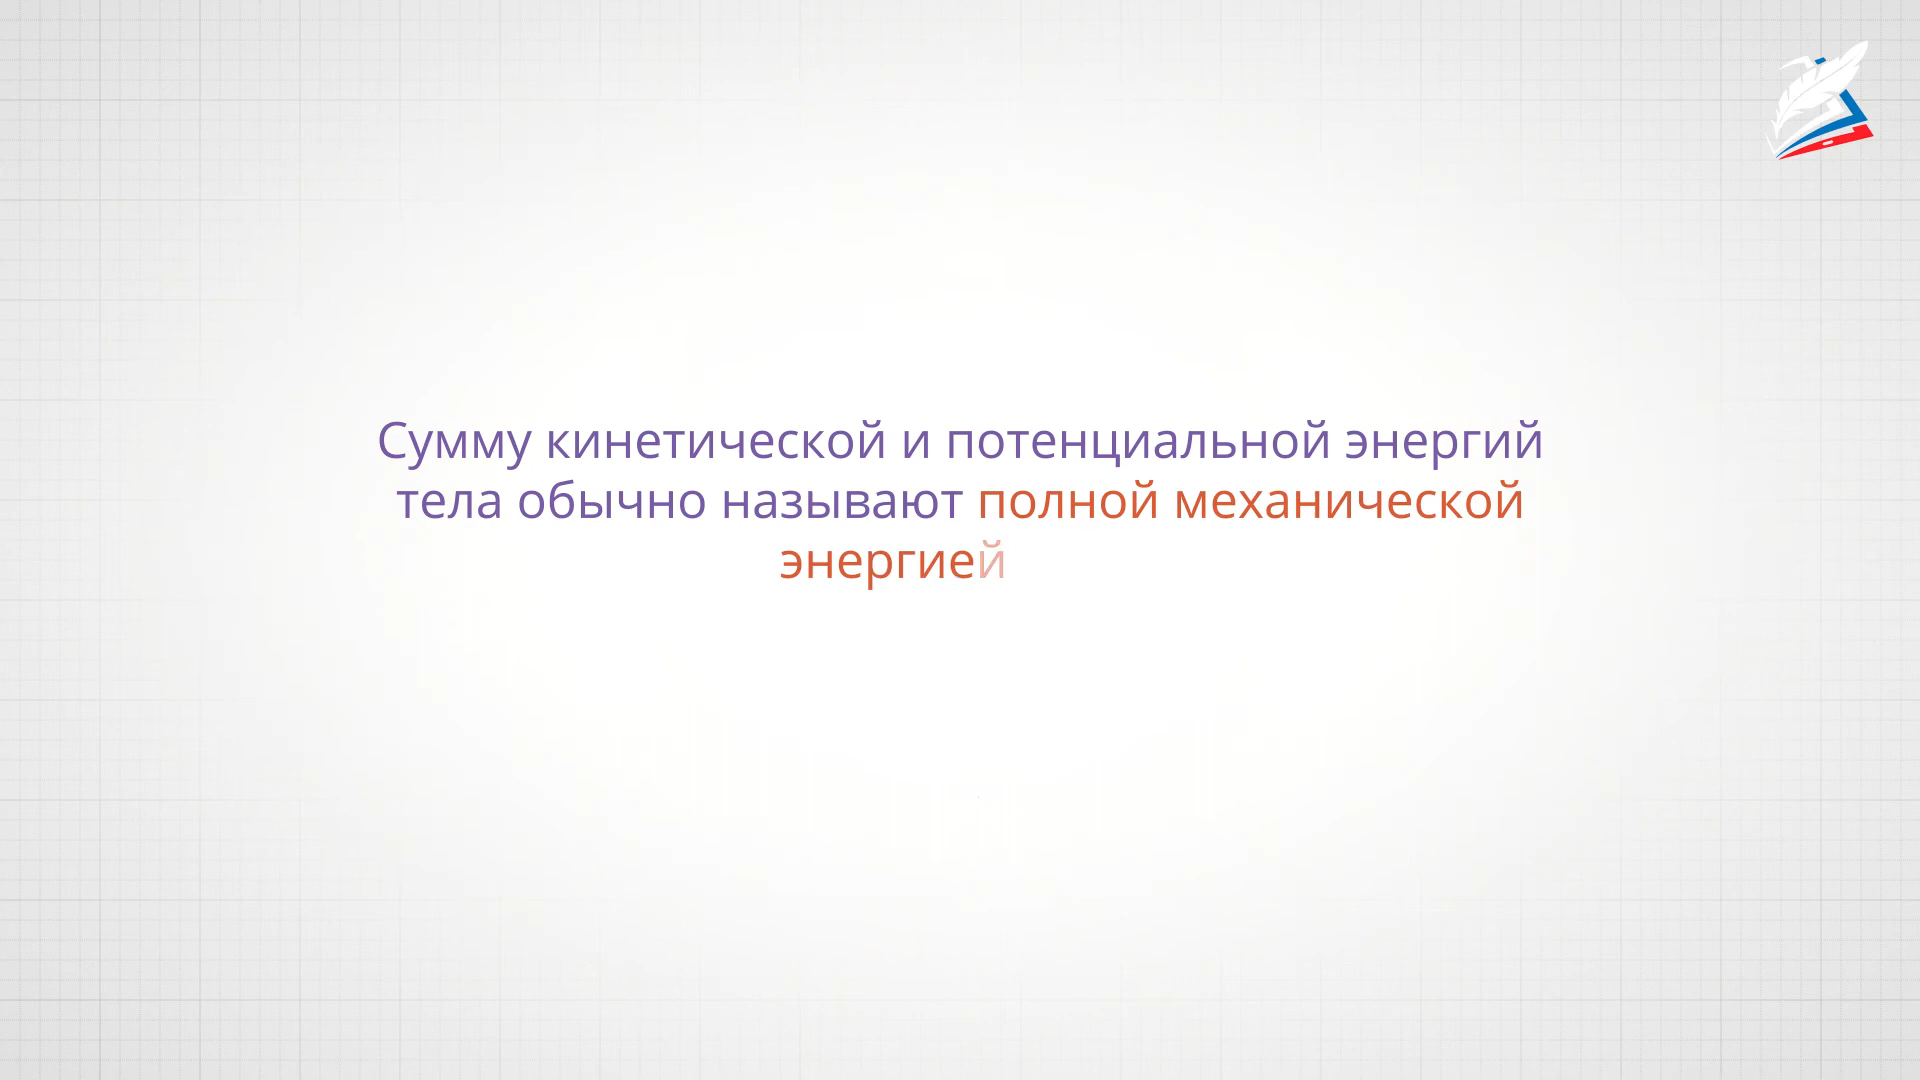 Сумму кинетической и потенциальной энергий
тела обычно называют полной механической
энергией